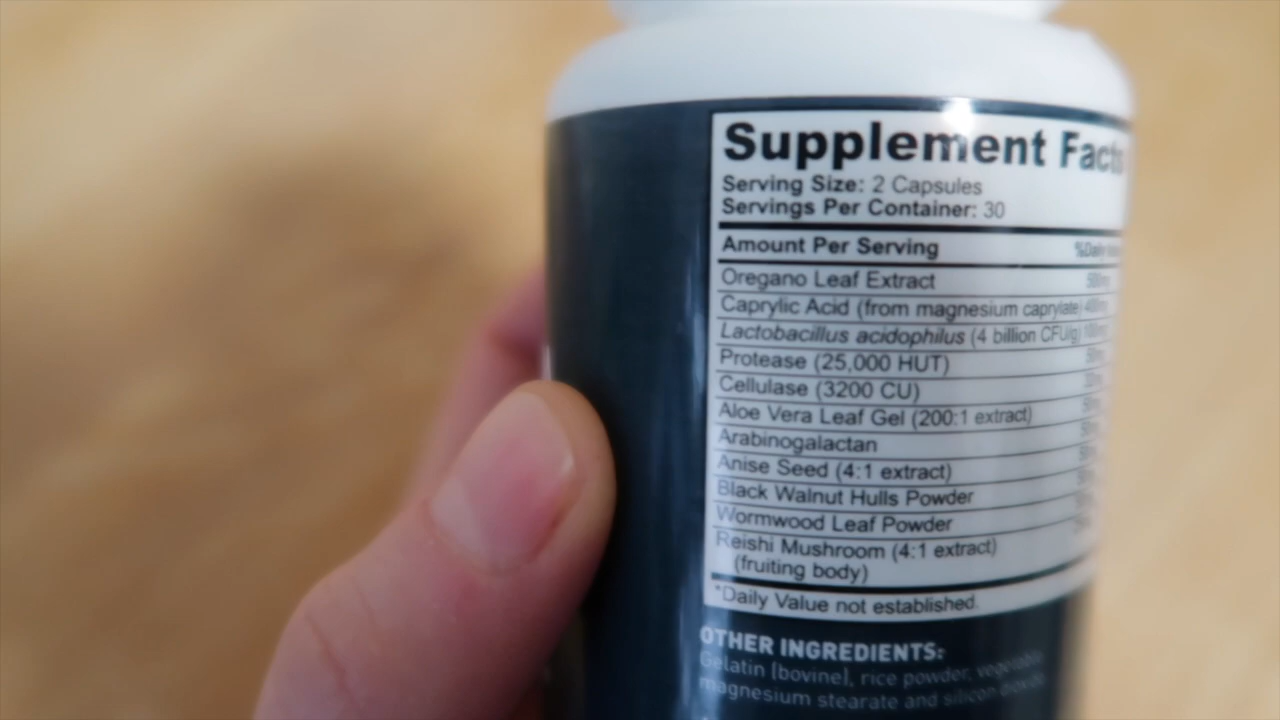 Supplement Facts
Serving Size: 2 Capsules
Servings Per Container: 30
Amount Per Serving %Daily
Oregano Leaf Extract
Caprylic Acid (from magnesium caprylate)
Lactobacillus acidophilus (4 billion CFU/g)
Protease (25,000 HUT)
Cellulase (3200 CU)
Aloe Vera Leaf Gel (200:1 extract)
Arabinogalactan
Anise Seed (4:1 extract)
Black Walnut Hulls Powder
Wormwood Leaf Powder
Reishi Mushroom (4:1 extract)
(fruiting body)
*Daily Value not established.
OTHER INGREDIENTS:
Gelatin (bovine), rice powder, vegetable
magnesium stearate and silicon dioxide